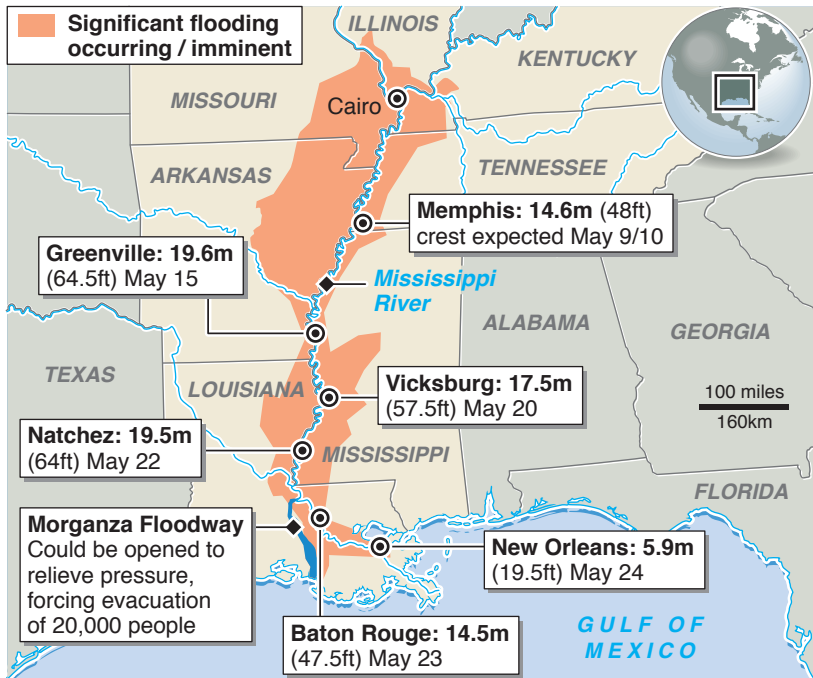 Significant flooding
occurring / imminent
ILLINOIS
KENTUCKY
MISSOURI
Cairo
TENNESSEE
ARKANSAS
Memphis: 14.6m (48ft)
crest expected May 9/10
Greenville: 19.6m
(64.5ft) May 15
Mississippi
River
ALABAMA
GEORGIA
TEXAS
LOUISIANA
Vicksburg: 17.5m
(57.5ft) May 20
100 miles
160km
Natchez: 19.5m
(64ft) May 22
MISSISSIPPI
FLORIDA
Morganza Floodway
Could be opened to
relieve pressure,
forcing evacuation
of 20,000 people
New Orleans: 5.9m
(19.5ft) May 24
Baton Rouge: 14.5m
(47.5ft) May 23
GULF OF
MEXICO